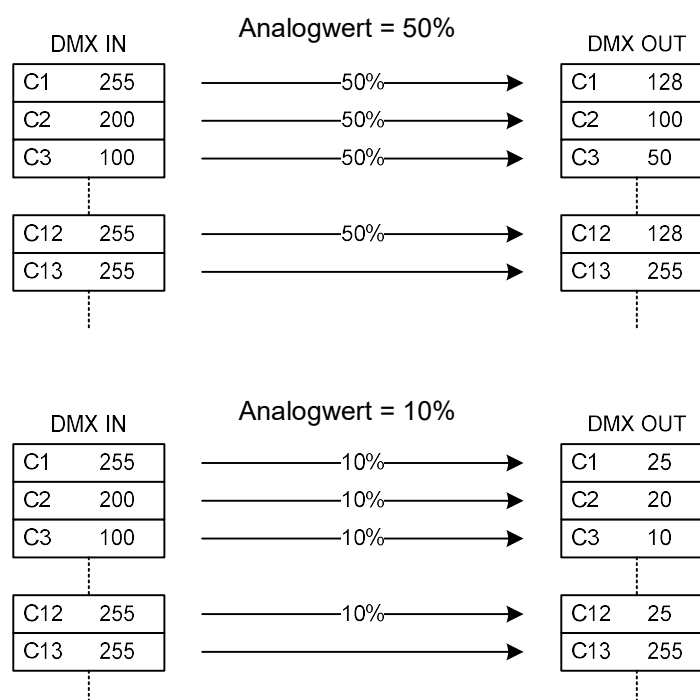 Analogwert = 50%
DMX IN DMX OUT
C1 255 50% C1 128
C2 200 50% C2 100
C3 100 50% C3 50
C12 255 50% C12 128
C13 255 C13 255
Analogwert = 10%
DMX IN DMX OUT
C1 255 10% C1 25
C2 200 10% C2 20
C3 100 10% C3 10
C12 255 10% C12 25
C13 255 C13 255